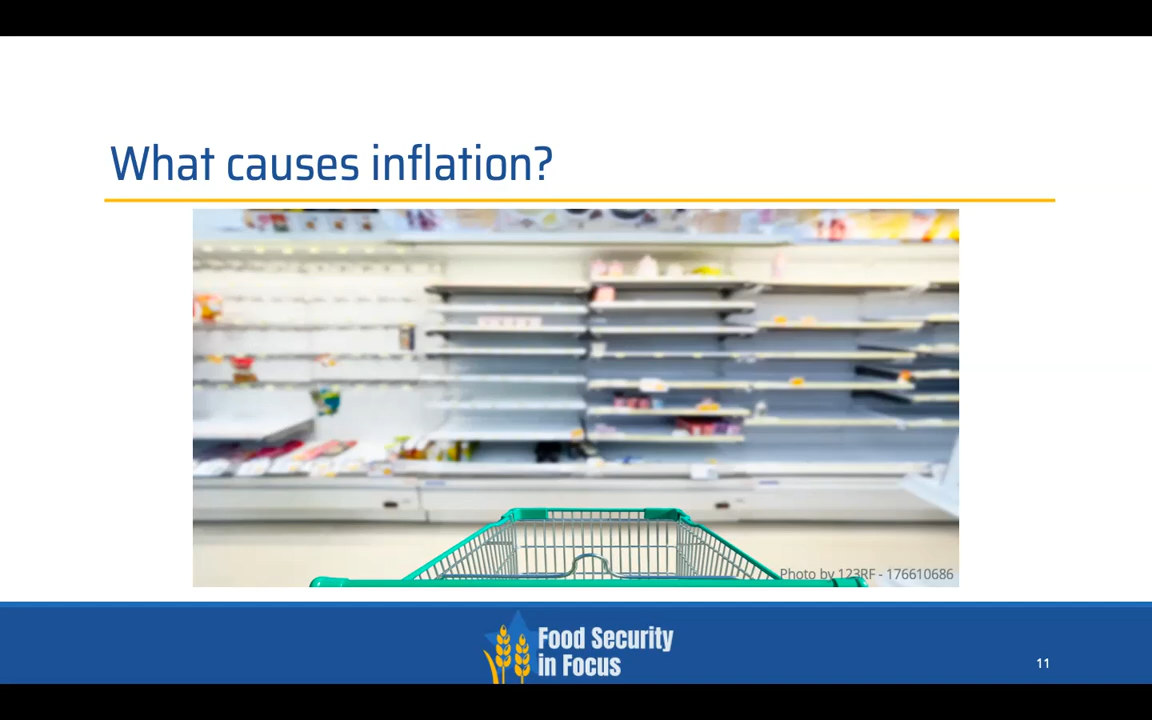 What causes inflation?
Photo by 123RF - 176610686
Food Security
in Focus
11